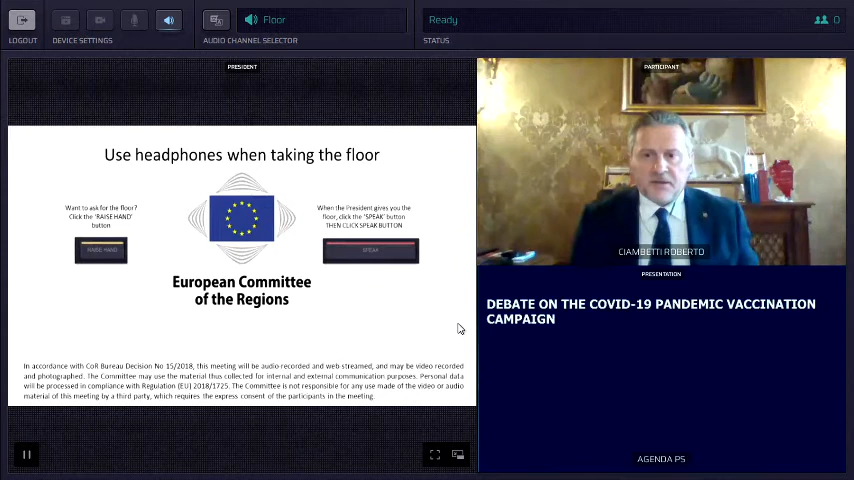 Floor
Ready
0
LOGOUT
DEVICE SETTINGS
AUDIO CHANNEL SELECTOR
STATUS
PRESIDENT
PARTICIPANT
Use headphones when taking the floor
Want to ask for the floor?
Click the 'RAISE HAND'
button
When the President gives you the
floor, click the 'SPEAK' button
THEN CLICK SPEAK BUTTON
RAISE HAND
SPEAK
European Committee
of the Regions
In accordance with CoR Bureau Decision No 15/2018, this meeting will be audio recorded and web streamed, and may be video recorded
and photographed. The Committee may use the material thus collected for internal and external communication purposes. Personal data
will be processed in compliance with Regulation (EU) 2018/1725. The Committee is not responsible for any use made of the video or audio
material of this meeting by a third party, which requires the express consent of the participants in the meeting.
CIAMBETTI ROBERTO
PRESENTATION
DEBATE ON THE COVID-19 PANDEMIC VACCINATION
CAMPAIGN
AGENDA PS